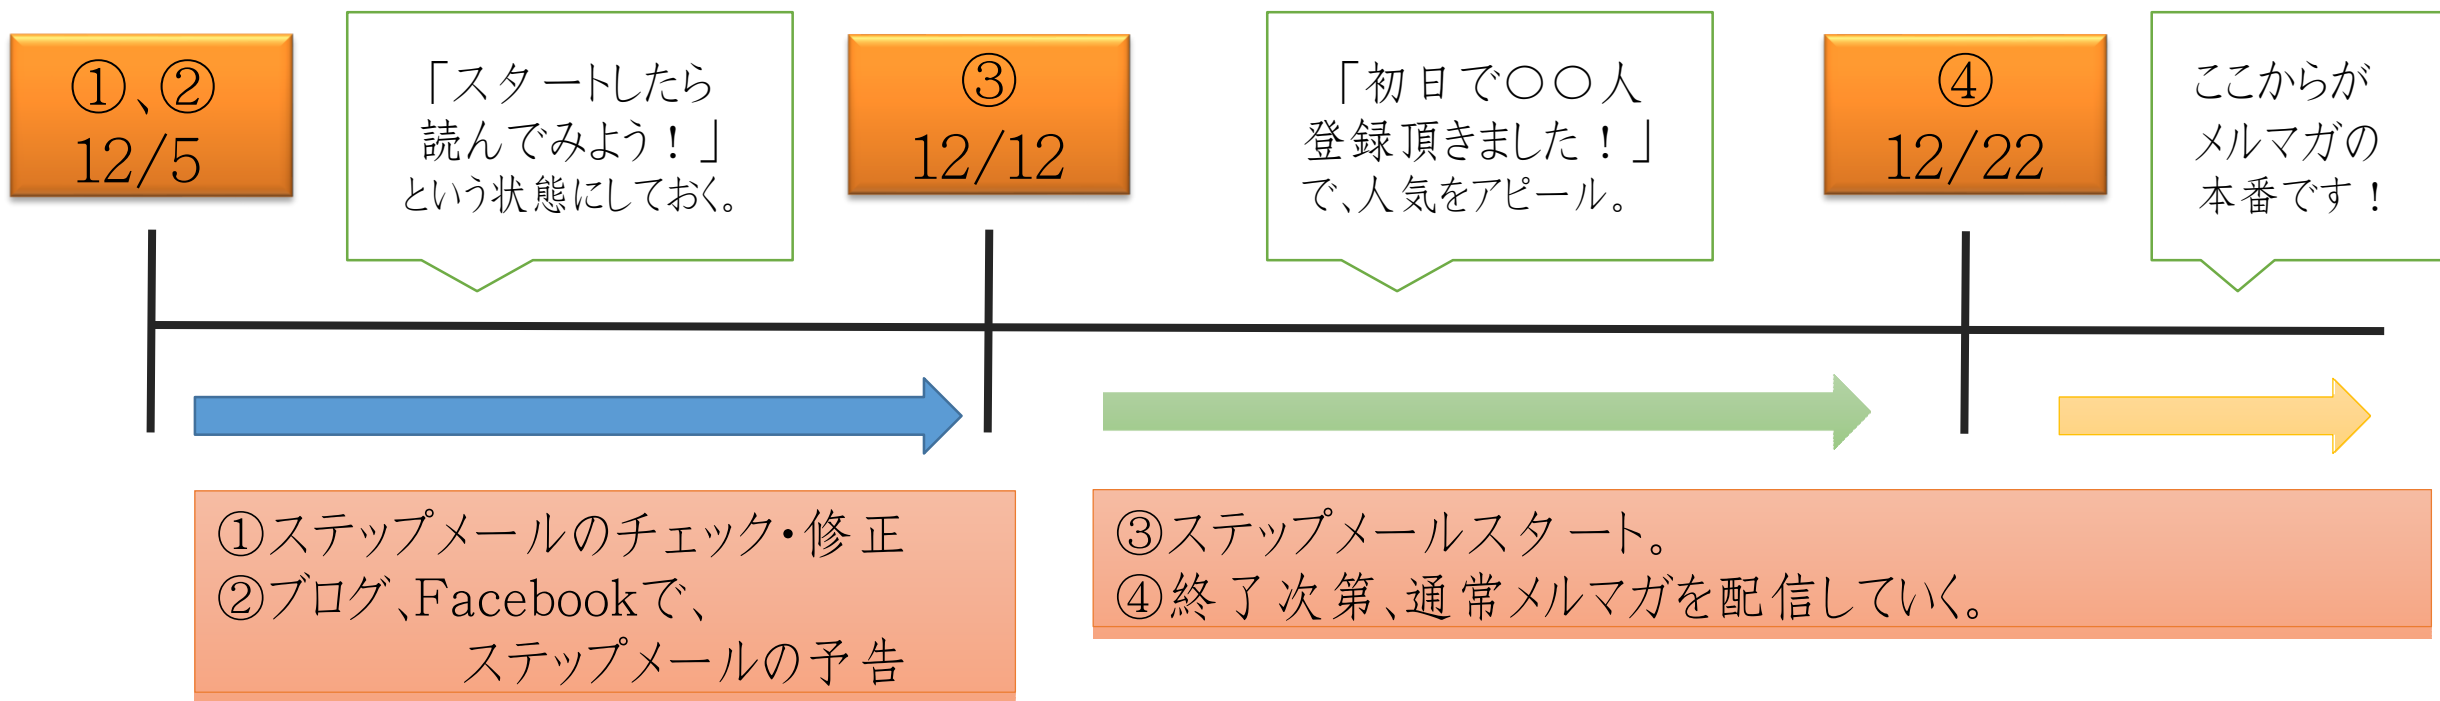 ①、②
12/5
「スタートしたら
読んでみよう！」
という状態にしておく。
③
12/12
「初日で〇〇人
登録頂きました！」
で、人気をアピール。
④
12/22
ここからが
メルマガの
本番です！
①ステップメールのチェック・修正
②ブログ、Facebookで、
ステップメールの予告
③ステップメールスタート。
④終了次第、通常メルマガを配信していく。